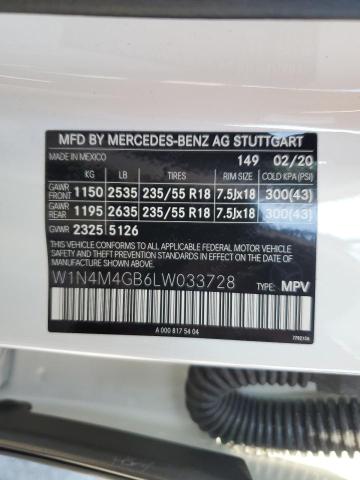 MFD BY MERCEDES-BENZ AG STUTTGART
MADE IN MEXICO 149 02/20
KG LB TIRES RIM SIZE COLD KPA (PSI)
GAWR FRONT 1150 2535 235/55 R18 7.5Jx18 300(43)
GAWR REAR 1195 2635 235/55 R18 7.5Jx18 300(43)
GVWR 2325 5126
THIS VEHICLE CONFORMS TO ALL APPLICABLE U.S. FEDERAL
MOTOR VEHICLE SAFETY, BUMPER, AND THEFT PREVENTION
STANDARDS IN EFFECT ON THE DATE OF
MANUFACTURE SHOWN ABOVE.
W1N4M4GB6LW033728
TYPE: MPV
A 000 817 54 04